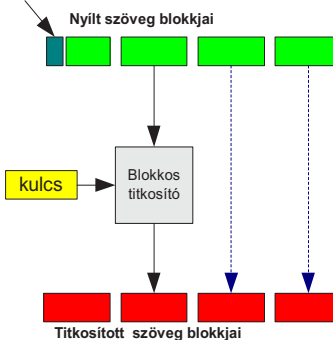 Nyílt szöveg blokkjai
kulcs
Blokkos
titkosító
Titkosított szöveg blokkjai